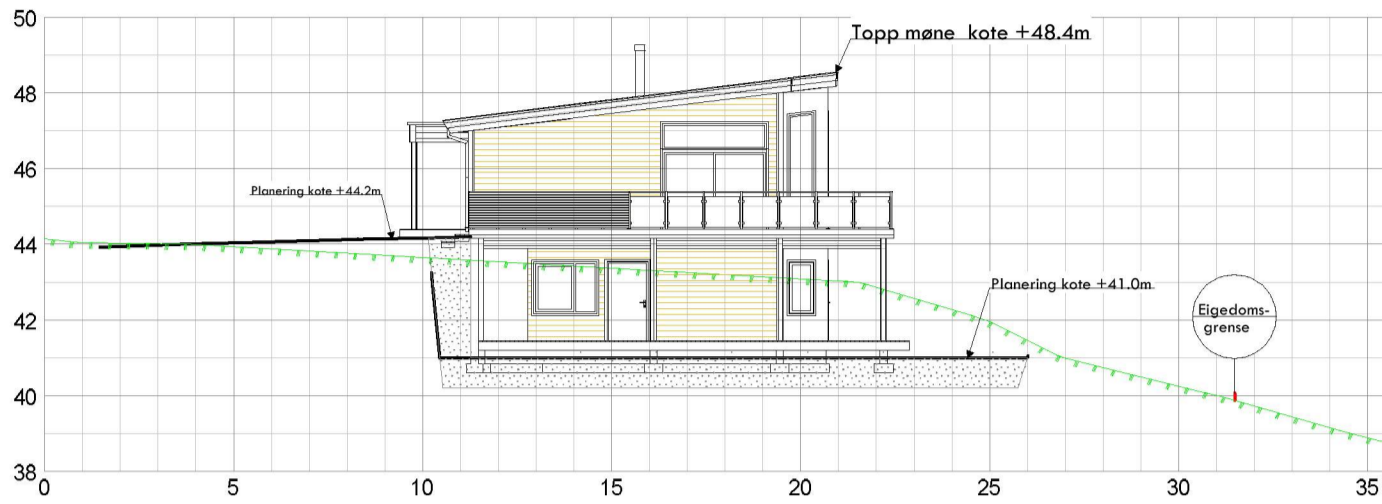 50
48
46
44
42
40
38
Topp møne kote +48.4m
Planering kote +44.2m
Planering kote +41.0m
Eigedoms-
grense
0 5 10 15 20 25 30 35